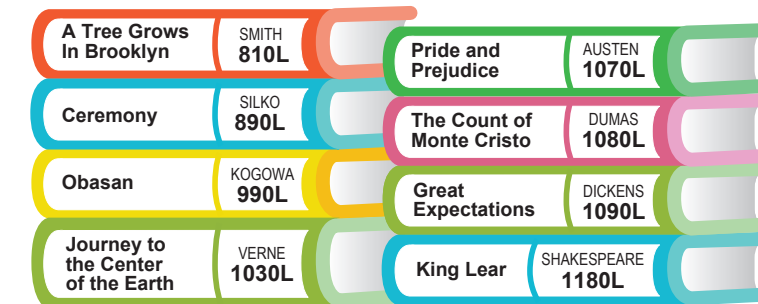 A Tree Grows
In Brooklyn
SMITH
810L
Ceremony
SILKO
890L
Obasan
KOGOWA
990L
Journey to
the Center
of the Earth
VERNE
1030L
Pride and
Prejudice
AUSTEN
1070L
The Count of
Monte Cristo
DUMAS
1080L
Great
Expectations
DICKENS
1090L
King Lear
SHAKESPEARE
1180L